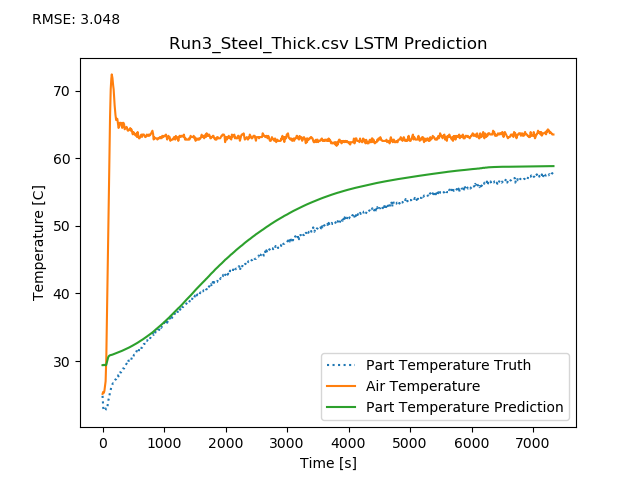 RMSE: 3.048
Run3_Steel_Thick.csv LSTM Prediction
Temperature [C]
70
60
50
40
30
Part Temperature Truth
Air Temperature
Part Temperature Prediction
0 1000 2000 3000 4000 5000 6000 7000
Time [s]